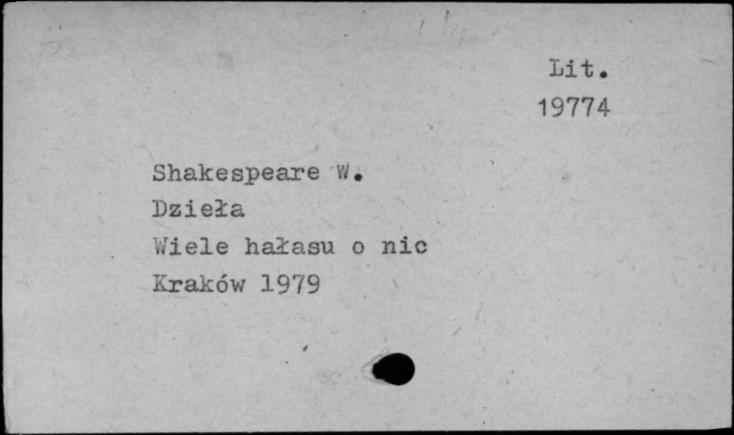 Lit.
19774
Shakespeare W.
Dzieła
Wiele hałasu o nic
Kraków 1979